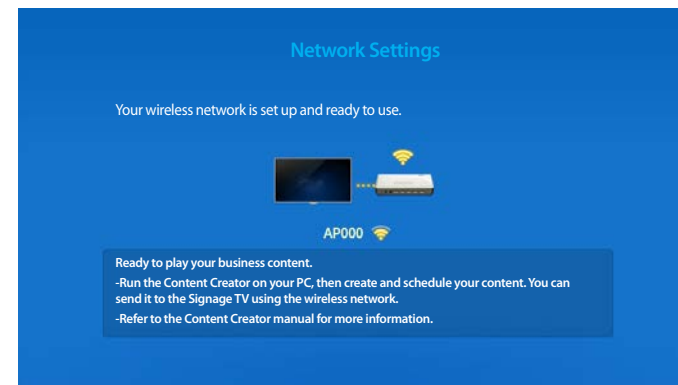 Network Settings
Your wireless network is set up and ready to use.
AP000
Ready to play your business content.
-Run the Content Creator on your PC, then create and schedule your content. You can
send it to the Signage TV using the wireless network.
-Refer to the Content Creator manual for more information.